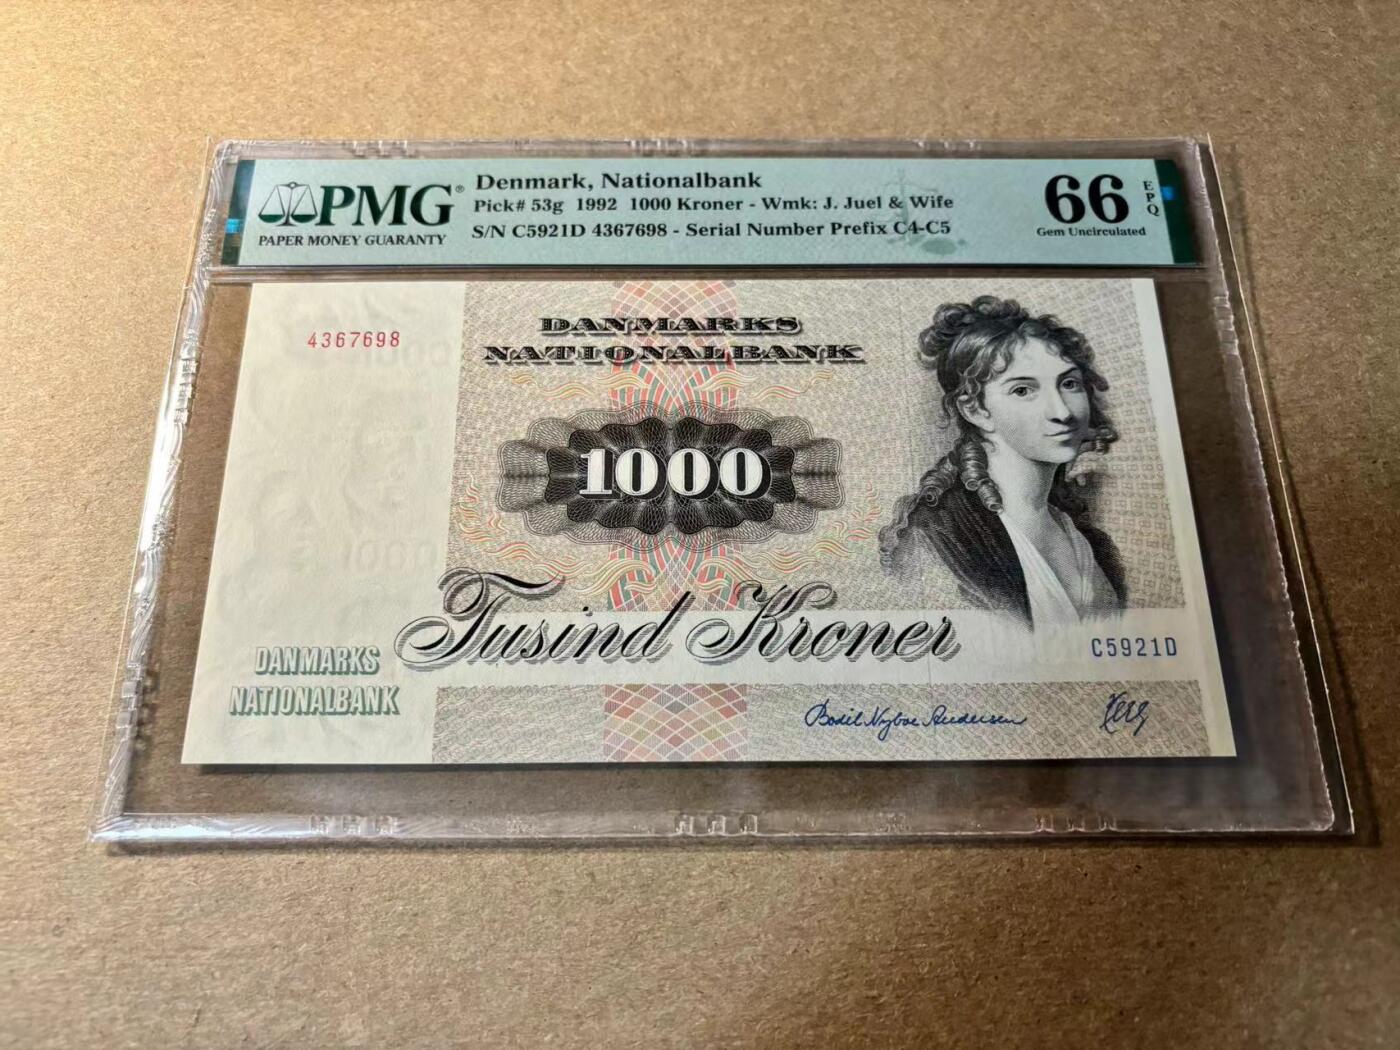 PMG®
PAPER MONEY GUARANTY
Denmark, Nationalbank
Pick# 53g 1992 1000 Kroner - Wmk: J. Juel & Wife
S/N C5921D 4367698 - Serial Number Prefix C4-C5
66
EPQ
Gem Uncirculated
4367698
DANMARKS
NATIONALBANK
1000
Tusind Kroner
DANMARKS
NATIONALBANK
C5921D
Bodil Nyboe Andersen